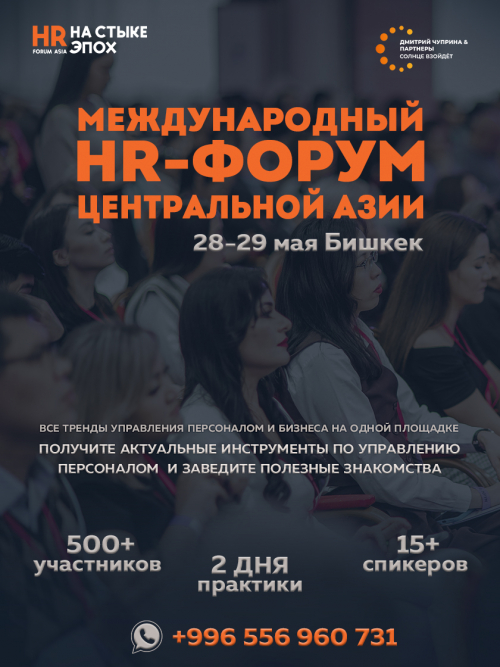 HR НА СТЫКЕ
FORUM ASIA ЭПОХ
ДМИТРИЙ ЧУПРИНА &
ПАРТНЕРЫ
СОЛНЦЕ ВЗОЙДЁТ
МЕЖДУНАРОДНЫЙ
HR-ФОРУМ
ЦЕНТРАЛЬНОЙ АЗИИ
28-29 мая Бишкек
ВСЕ ТРЕНДЫ УПРАВЛЕНИЯ ПЕРСОНАЛОМ И БИЗНЕСА НА ОДНОЙ ПЛОЩАДКЕ
ПОЛУЧИТЕ АКТУАЛЬНЫЕ ИНСТРУМЕНТЫ ПО УПРАВЛЕНИЮ
ПЕРСОНАЛОМ И ЗАВЕДИТЕ ПОЛЕЗНЫЕ ЗНАКОМСТВА
500+
участников
2 ДНЯ
практики
15+
спикеров
+996 556 960 731